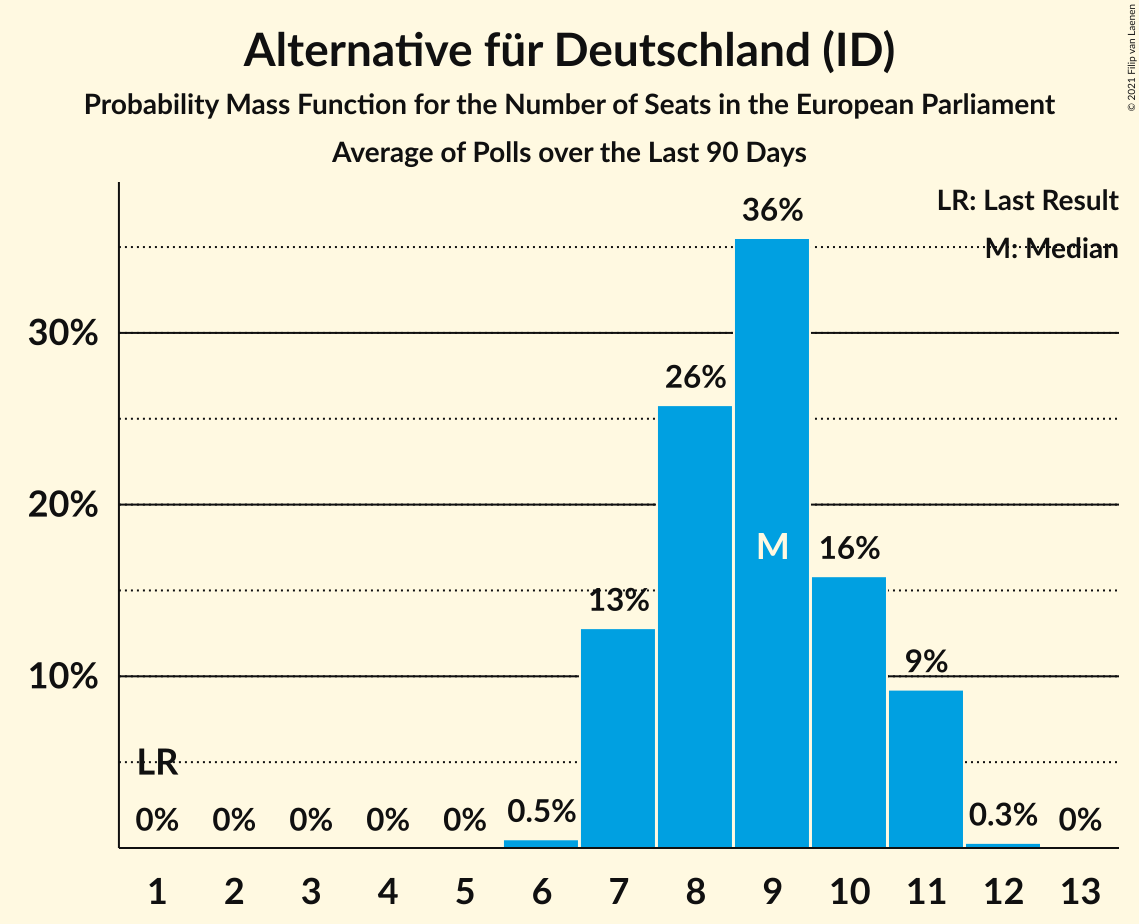 Alternative für Deutschland (ID)
Probability Mass Function for the Number of Seats in the European Parliament
Average of Polls over the Last 90 Days
© 2021 Filip van Laenen
LR: Last Result
M: Median
36%
30%
26%
20%
M
16%
13%
10%
9%
LR
0% 0% 0% 0% 0% 0.5% 0.3% 0%
1 2 3 4 5 6 7 8 9 10 11 12 13